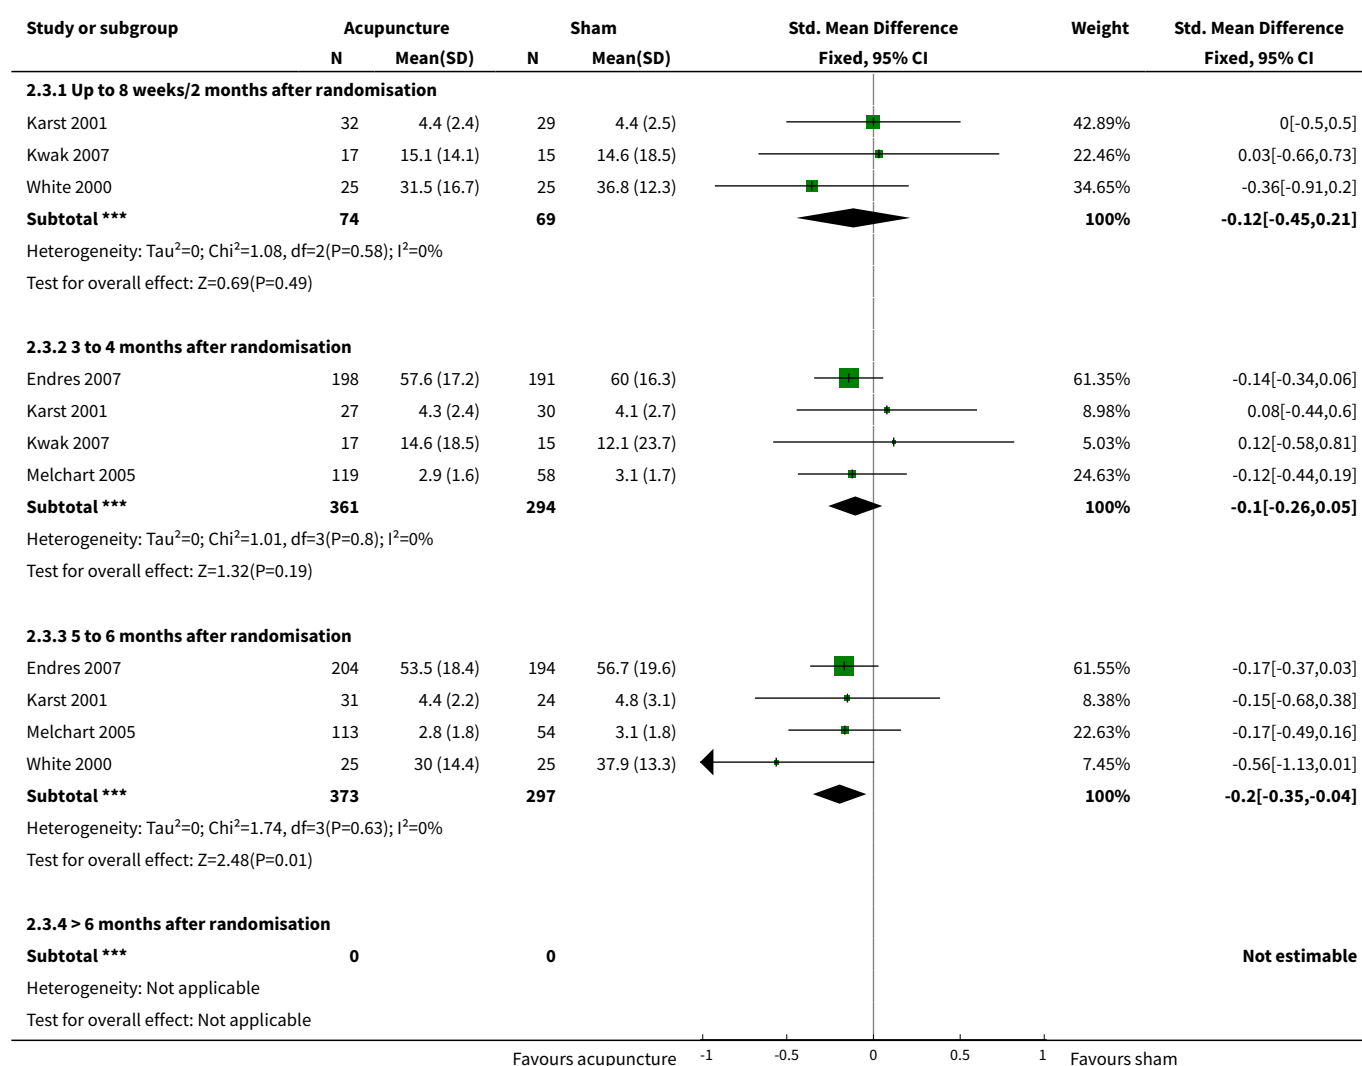 Study or subgroup Acupuncture Sham Std. Mean Difference Weight Std. Mean Difference
N Mean(SD) N Mean(SD) Fixed, 95% CI Fixed, 95% CI
2.3.1 Up to 8 weeks/2 months after randomisation
Karst 2001 32 4.4 (2.4) 29 4.4 (2.5) 42.89% 0[-0.5,0.5]
Kwak 2007 17 15.1 (14.1) 15 14.6 (18.5) 22.46% 0.03[-0.66,0.73]
White 2000 25 31.5 (16.7) 25 36.8 (12.3) 34.65% -0.36[-0.91,0.2]
Subtotal *** 74 69 100% -0.12[-0.45,0.21]
Heterogeneity: Tau²=0; Chi²=1.08, df=2(P=0.58); I²=0%
Test for overall effect: Z=0.69(P=0.49)
2.3.2 3 to 4 months after randomisation
Endres 2007 198 57.6 (17.2) 191 60 (16.3) 61.35% -0.14[-0.34,0.06]
Karst 2001 27 4.3 (2.4) 30 4.1 (2.7) 8.98% 0.08[-0.44,0.6]
Kwak 2007 17 14.6 (18.5) 15 12.1 (23.7) 5.03% 0.12[-0.58,0.81]
Melchart 2005 119 2.9 (1.6) 58 3.1 (1.7) 24.63% -0.12[-0.44,0.19]
Subtotal *** 361 294 100% -0.1[-0.26,0.05]
Heterogeneity: Tau²=0; Chi²=1.01, df=3(P=0.8); I²=0%
Test for overall effect: Z=1.32(P=0.19)
2.3.3 5 to 6 months after randomisation
Endres 2007 204 53.5 (18.4) 194 56.7 (19.6) 61.55% -0.17[-0.37,0.03]
Karst 2001 31 4.4 (2.2) 24 4.8 (3.1) 8.38% -0.15[-0.68,0.38]
Melchart 2005 113 2.8 (1.8) 54 3.1 (1.8) 22.63% -0.17[-0.49,0.16]
White 2000 25 30 (14.4) 25 37.9 (13.3) 7.45% -0.56[-1.13,0.01]
Subtotal *** 373 297 100% -0.2[-0.35,-0.04]
Heterogeneity: Tau²=0; Chi²=1.74, df=3(P=0.63); I²=0%
Test for overall effect: Z=2.48(P=0.01)
2.3.4 > 6 months after randomisation
Subtotal *** 0 0 Not estimable
Heterogeneity: Not applicable
Test for overall effect: Not applicable
Favours acupuncture -1 -0.5 0 0.5 1 Favours sham